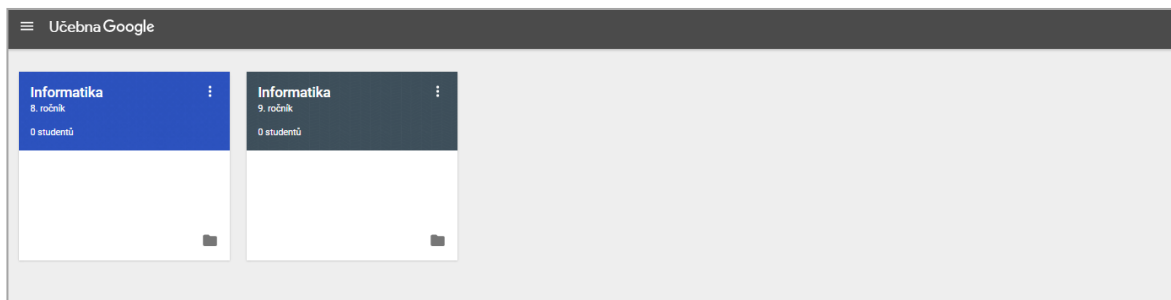 Učebna Google
Informatika
8. ročník
0 studentů
Informatika
9. ročník
0 studentů